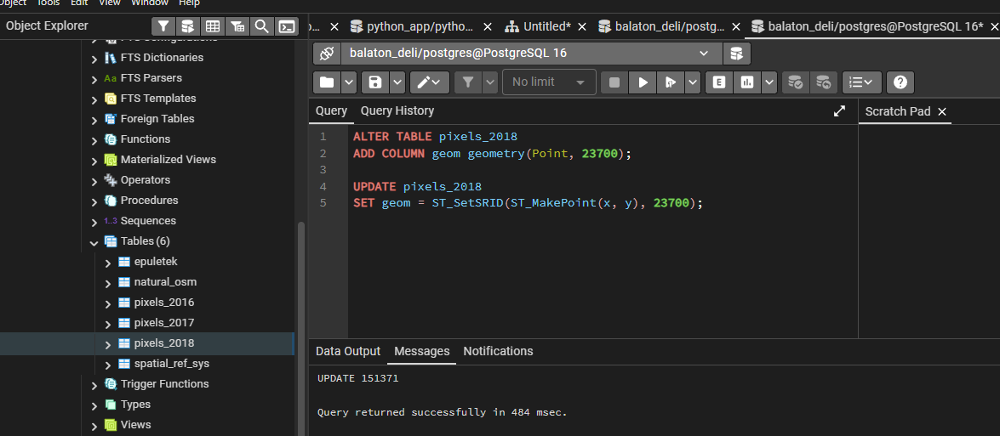 Object Tools Edit View Window Help
Object Explorer
python_app/pytho...
Untitled*
balaton_deli/postg...
balaton_deli/postgres@PostgreSQL 16*
balaton_deli/postgres@PostgreSQL 16
No limit
E
Query
Query History
Scratch Pad
FTS Configurations
FTS Dictionaries
Aa FTS Parsers
FTS Templates
Foreign Tables
Functions
Materialized Views
Operators
Procedures
1..3 Sequences
Tables (6)
epuletek
natural_osm
pixels_2016
pixels_2017
pixels_2018
spatial_ref_sys
Trigger Functions
Types
Views
1 ALTER TABLE pixels_2018
2 ADD COLUMN geom geometry(Point, 23700);
3
4 UPDATE pixels_2018
5 SET geom = ST_SetSRID(ST_MakePoint(x, y), 23700);
Data Output
Messages
Notifications
UPDATE 151371
Query returned successfully in 484 msec.